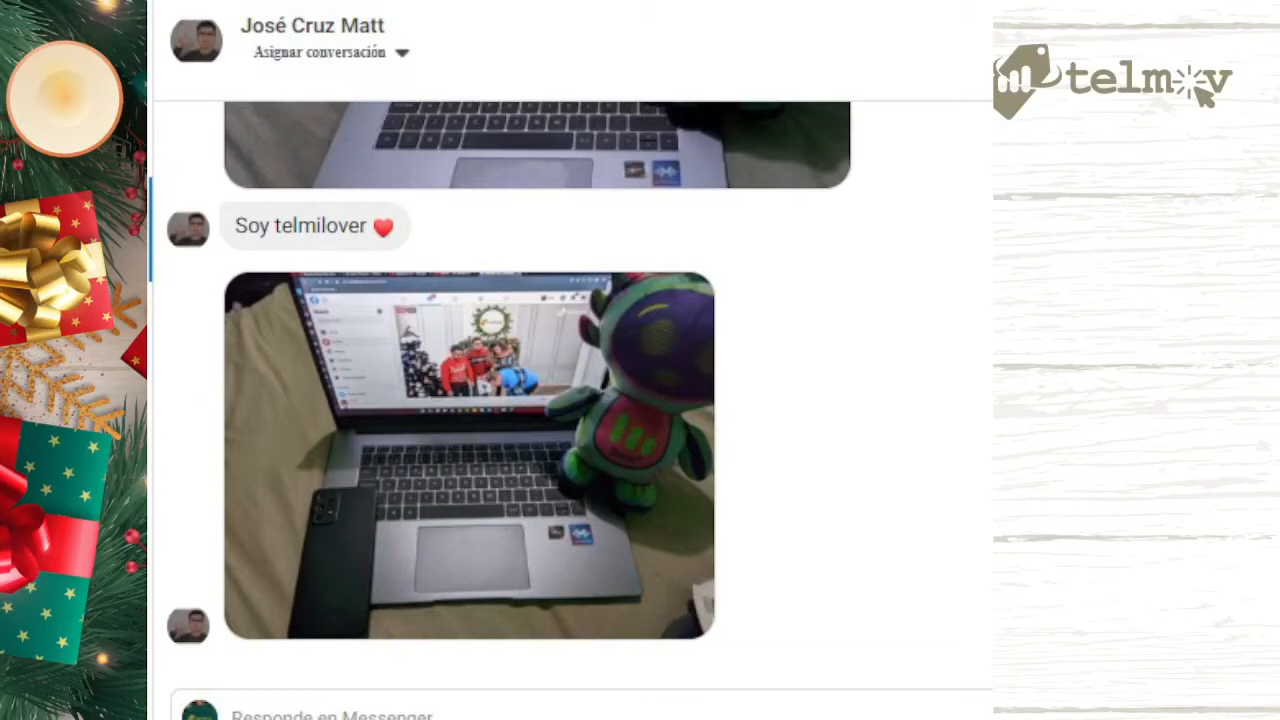 José Cruz Matt
Asignar conversación
telmov
Soy telmilover
Responde en Messenger